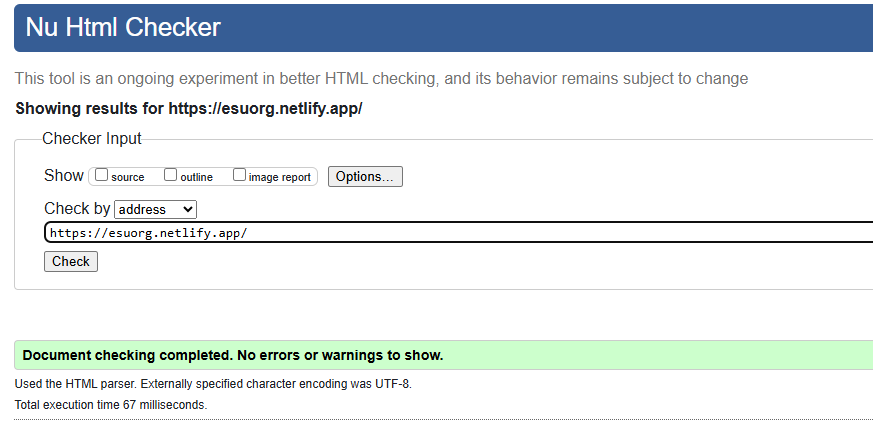 Nu Html Checker
This tool is an ongoing experiment in better HTML checking, and its behavior remains subject to change
Showing results for https://esuorg.netlify.app/
Checker Input
Show source outline image report Options...
Check by address
https://esuorg.netlify.app/
Check
Document checking completed. No errors or warnings to show.
Used the HTML parser. Externally specified character encoding was UTF-8.
Total execution time 67 milliseconds.